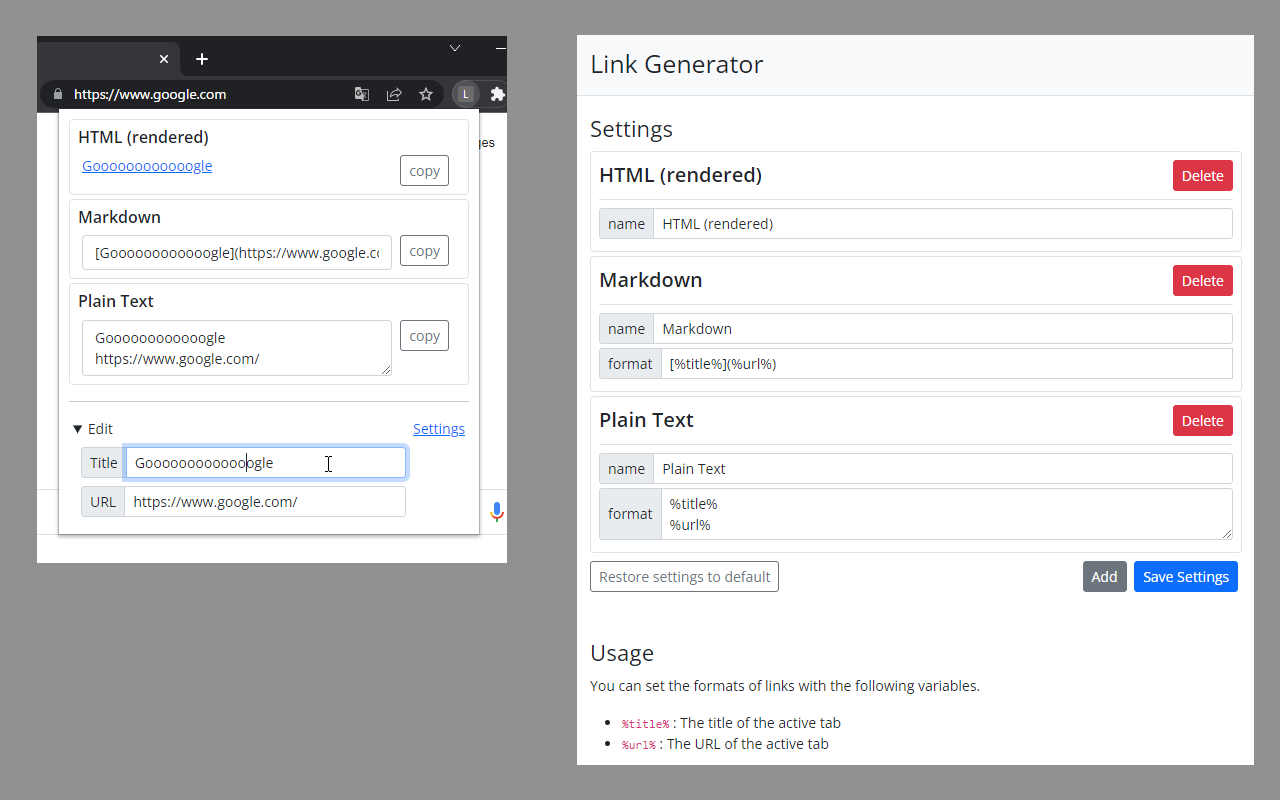 https://www.google.com
L
HTML (rendered)
Goooooooooooogle
copy
Markdown
[Goooooooooooogle](https://www.google.co
copy
Plain Text
Goooooooooooogle
https://www.google.com/
copy
▼ Edit
Settings
Title
Goooooooooooogle
URL
https://www.google.com/
Link Generator
Settings
HTML (rendered)
Delete
name
HTML (rendered)
Markdown
Delete
name
Markdown
format
[%title%](%url%)
Plain Text
Delete
name
Plain Text
format
%title%
%url%
Restore settings to default
Add
Save Settings
Usage
You can set the formats of links with the following variables.
• %title% : The title of the active tab
• %url% : The URL of the active tab